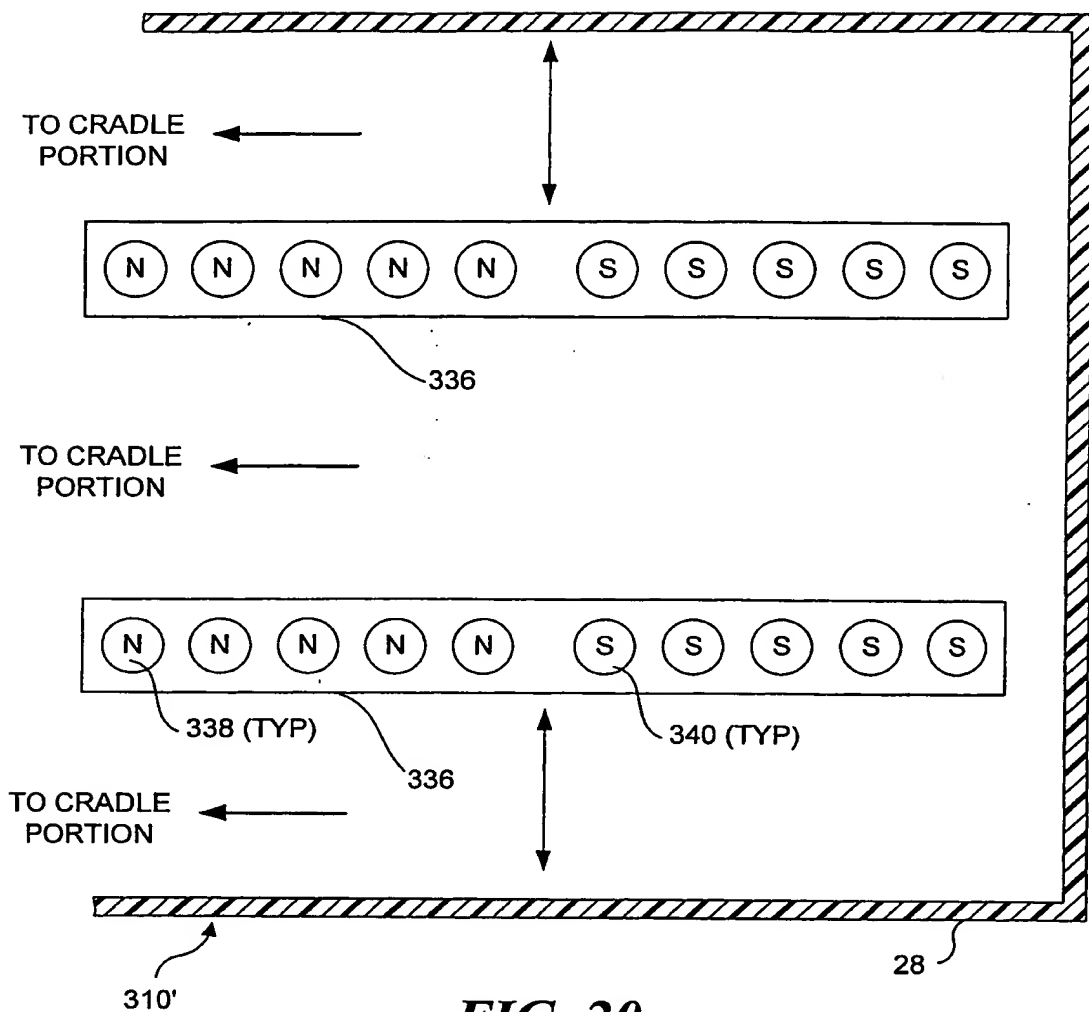 TO CRADLE
PORTION
N N N N N S S S S S
336
TO CRADLE
PORTION
N N N N N S S S S S
338 (TYP)
340 (TYP)
336
TO CRADLE
PORTION
28
310'
FIG. 20